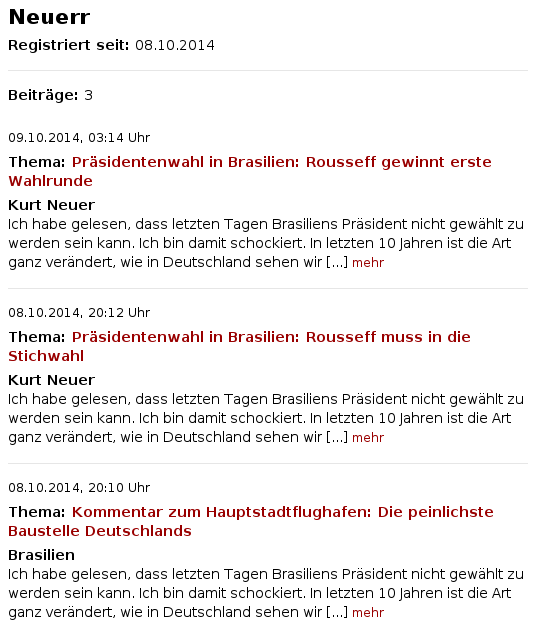 Neuerr
Registriert seit: 08.10.2014
Beiträge: 3
09.10.2014, 03:14 Uhr
Thema: Präsidentenwahl in Brasilien: Rousseff gewinnt erste
Wahlrunde
Kurt Neuer
Ich habe gelesen, dass letzten Tagen Brasiliens Präsident nicht gewählt zu
werden sein kann. Ich bin damit schockiert. In letzten 10 Jahren ist die Art
ganz verändert, wie in Deutschland sehen wir [...] mehr
08.10.2014, 20:12 Uhr
Thema: Präsidentenwahl in Brasilien: Rousseff muss in die
Stichwahl
Kurt Neuer
Ich habe gelesen, dass letzten Tagen Brasiliens Präsident nicht gewählt zu
werden sein kann. Ich bin damit schockiert. In letzten 10 Jahren ist die Art
ganz verändert, wie in Deutschland sehen wir [...] mehr
08.10.2014, 20:10 Uhr
Thema: Kommentar zum Hauptstadtflughafen: Die peinlichste
Baustelle Deutschlands
Brasilien
Ich habe gelesen, dass letzten Tagen Brasiliens Präsident nicht gewählt zu
werden sein kann. Ich bin damit schockiert. In letzten 10 Jahren ist die Art
ganz verändert, wie in Deutschland sehen wir [...] mehr